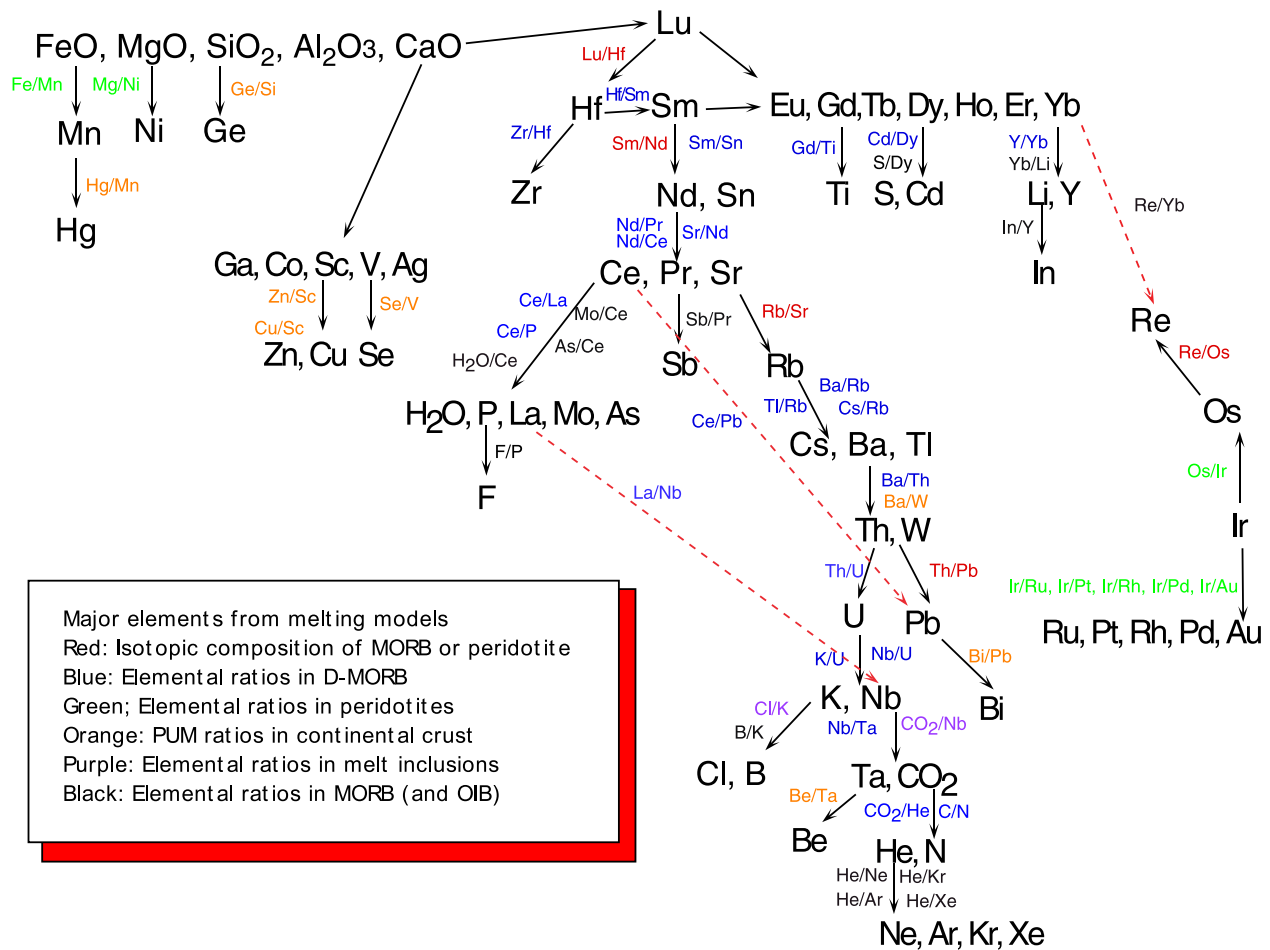 Lu
FeO, MgO, SiO2, Al2O3, CaO
Lu/Hf
Fe/Mn Mg/Ni Ge/Si
Hf/Sm
Hf Sm Eu, Gd,Tb, Dy, Ho, Er, Yb
Mn Ni Ge
Zr/Hf Sm/Nd Sm/Sn Gd/Ti Cd/Dy Y/Yb
S/Dy Yb/Li
Hg/Mn
Zr Nd, Sn Ti S, Cd Li, Y
Re/Yb
Hg
Nd/Pr Sr/Nd In/Y
Nd/Ce
Ga, Co, Sc, V, Ag Ce, Pr, Sr In
Zn/Sc Se/V Ce/La
Mo/Ce Sb/Pr Rb/Sr Re
Cu/Sc Ce/P
As/Ce
Zn, Cu Se H2O/Ce Sb Rb Re/Os
Ba/Rb
Tl/Rb Cs/Rb
H2O, P, La, Mo, As Ce/Pb Os
Cs, Ba, Tl
F/P
Ba/Th Os/Ir
F La/Nb Ba/W
Th, W Ir
Th/U Th/Pb
Ir/Ru, Ir/Pt, Ir/Rh, Ir/Pd, Ir/Au
U Pb Ru, Pt, Rh, Pd, Au
K/U Nb/U Bi/Pb
K, Nb Bi
Cl/K CO2/Nb
B/K Nb/Ta
Cl, B Ta, CO2
Be/Ta CO2/He C/N
Be He, N
He/Ne He/Kr
He/Ar He/Xe
Ne, Ar, Kr, Xe
Major elements from melting models
Red: Isotopic composition of MORB or peridotite
Blue: Elemental ratios in D-MORB
Green; Elemental ratios in peridotites
Orange: PUM ratios in continental crust
Purple: Elemental ratios in melt inclusions
Black: Elemental ratios in MORB (and OIB)